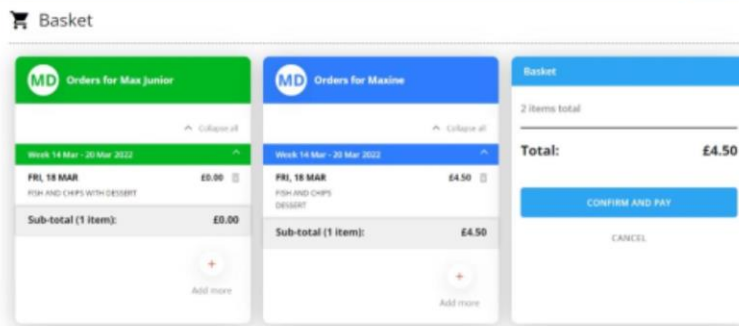 Basket
MD Orders for Max Junior
Collapse all
Week 14 Mar - 20 Mar 2022
FRI, 18 MAR £0.00
FISH AND CHIPS WITH DESSERT
Sub-total (1 item): £0.00
+
Add more
MD Orders for Maxine
Collapse all
Week 14 Mar - 20 Mar 2022
FRI, 18 MAR £4.50
FISH AND CHIPS
DESSERT
Sub-total (1 item): £4.50
+
Add more
Basket
2 items total
Total: £4.50
CONFIRM AND PAY
CANCEL